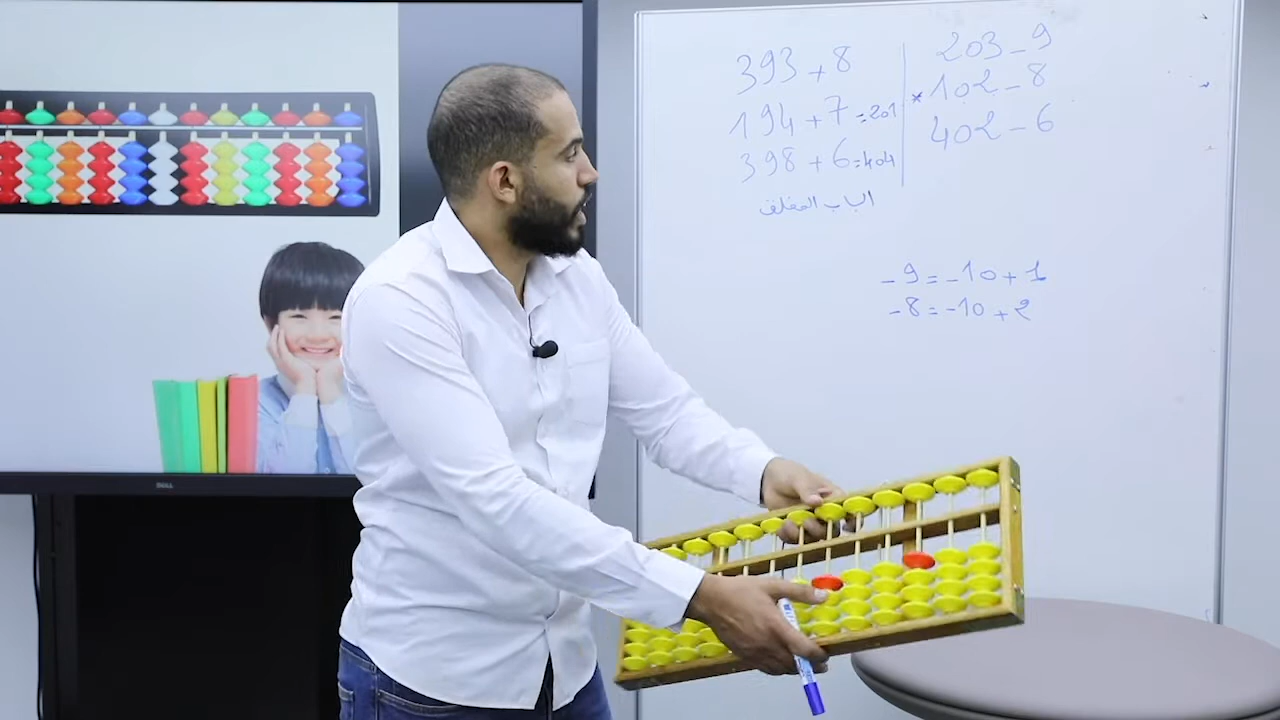 393 + 8
194 + 7 = 201
398 + 6 = 404
الباب المغلق
203 - 9
* 102 - 8
402 - 6
- 9 = - 10 + 1
- 8 = - 10 + 2
DELL